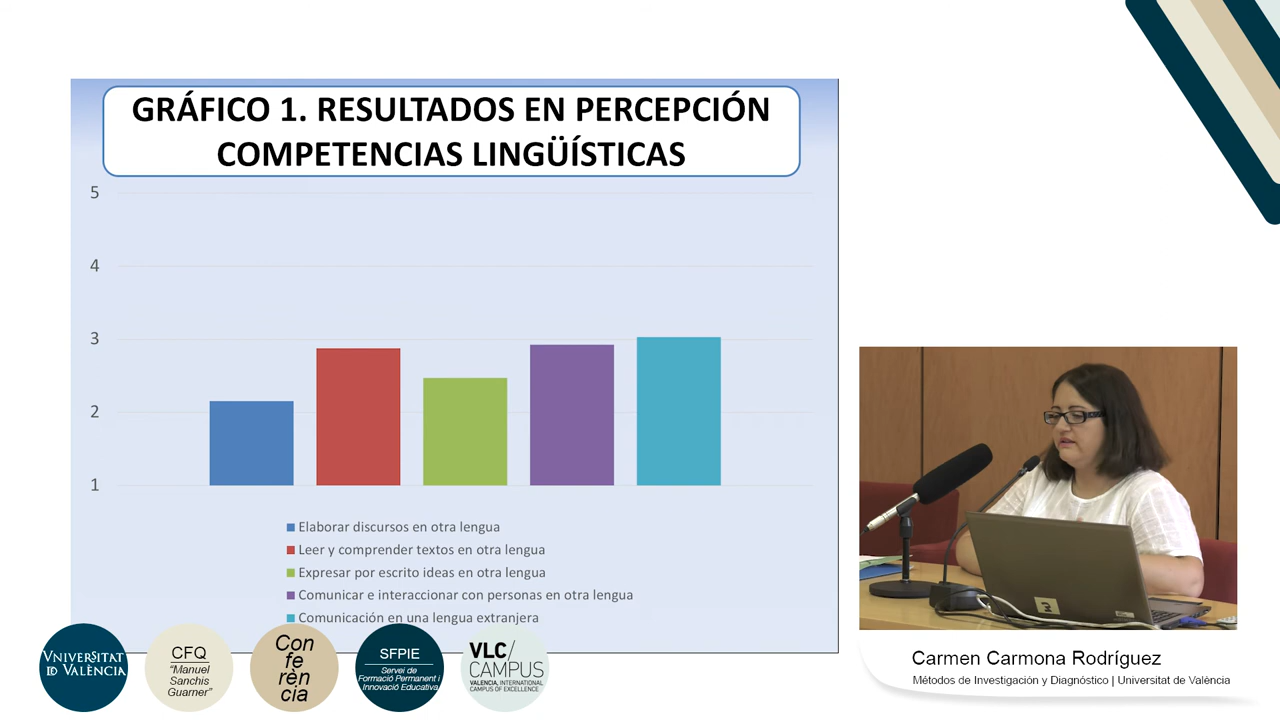 GRÁFICO 1. RESULTADOS EN PERCEPCIÓN
COMPETENCIAS LINGÜÍSTICAS
5
4
3
2
1
Elaborar discursos en otra lengua
Leer y comprender textos en otra lengua
Expresar por escrito ideas en otra lengua
Comunicar e interaccionar con personas en otra lengua
Comunicación en una lengua extranjera
VNIVERSITAT
ID VALÈNCIA
CFQ
"Manuel
Sanchis
Guarner"
Con
fe
rèn
cia
SFPIE
Servei de
Formació Permanent i
Innovació Educativa
VLC/
CAMPUS
VALENCIA, INTERNATIONAL
CAMPUS OF EXCELLENCE
Carmen Carmona Rodríguez
Métodos de Investigación y Diagnóstico | Universitat de València